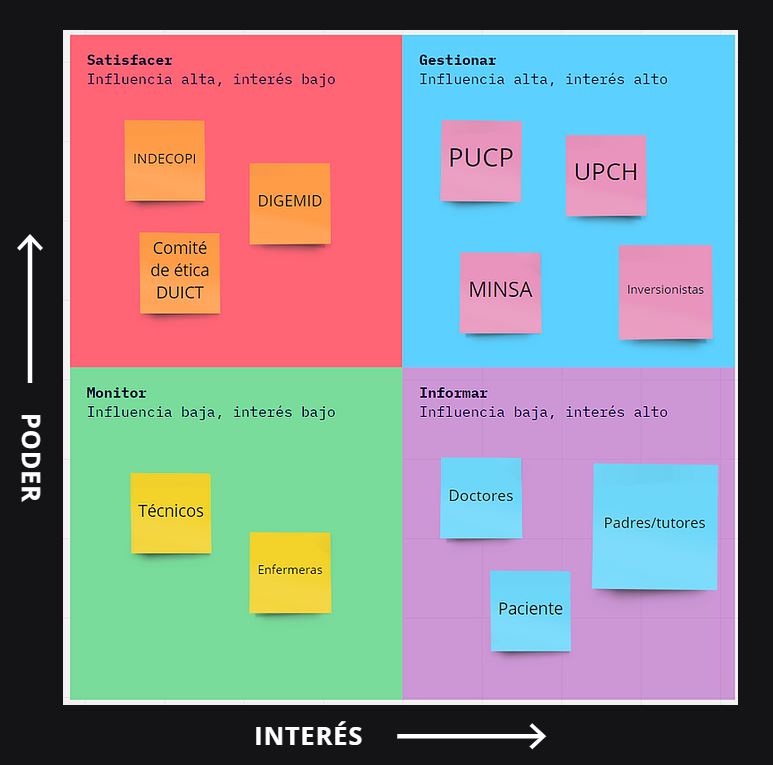 Satisfacer
Influencia alta, interés bajo
INDECOPI
DIGEMID
Comité
de ética
DUICT
Gestionar
Influencia alta, interés alto
PUCP
UPCH
MINSA
Inversionistas
Monitor
Influencia baja, interés bajo
Técnicos
Enfermeras
Informar
Influencia baja, interés alto
Doctores
Padres/tutores
Paciente
PODER
INTERÉS